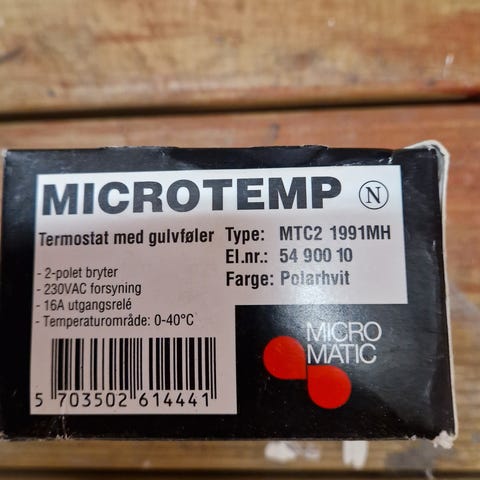 MICROTEMP N
Termostat med gulvføler
- 2-polet bryter
- 230VAC forsyning
- 16A utgangsrelé
- Temperaturområde: 0-40°C
Type: MTC2 1991MH
El.nr.: 54 900 10
Farge: Polarhvit
5 703502 614441
MICRO
MATIC